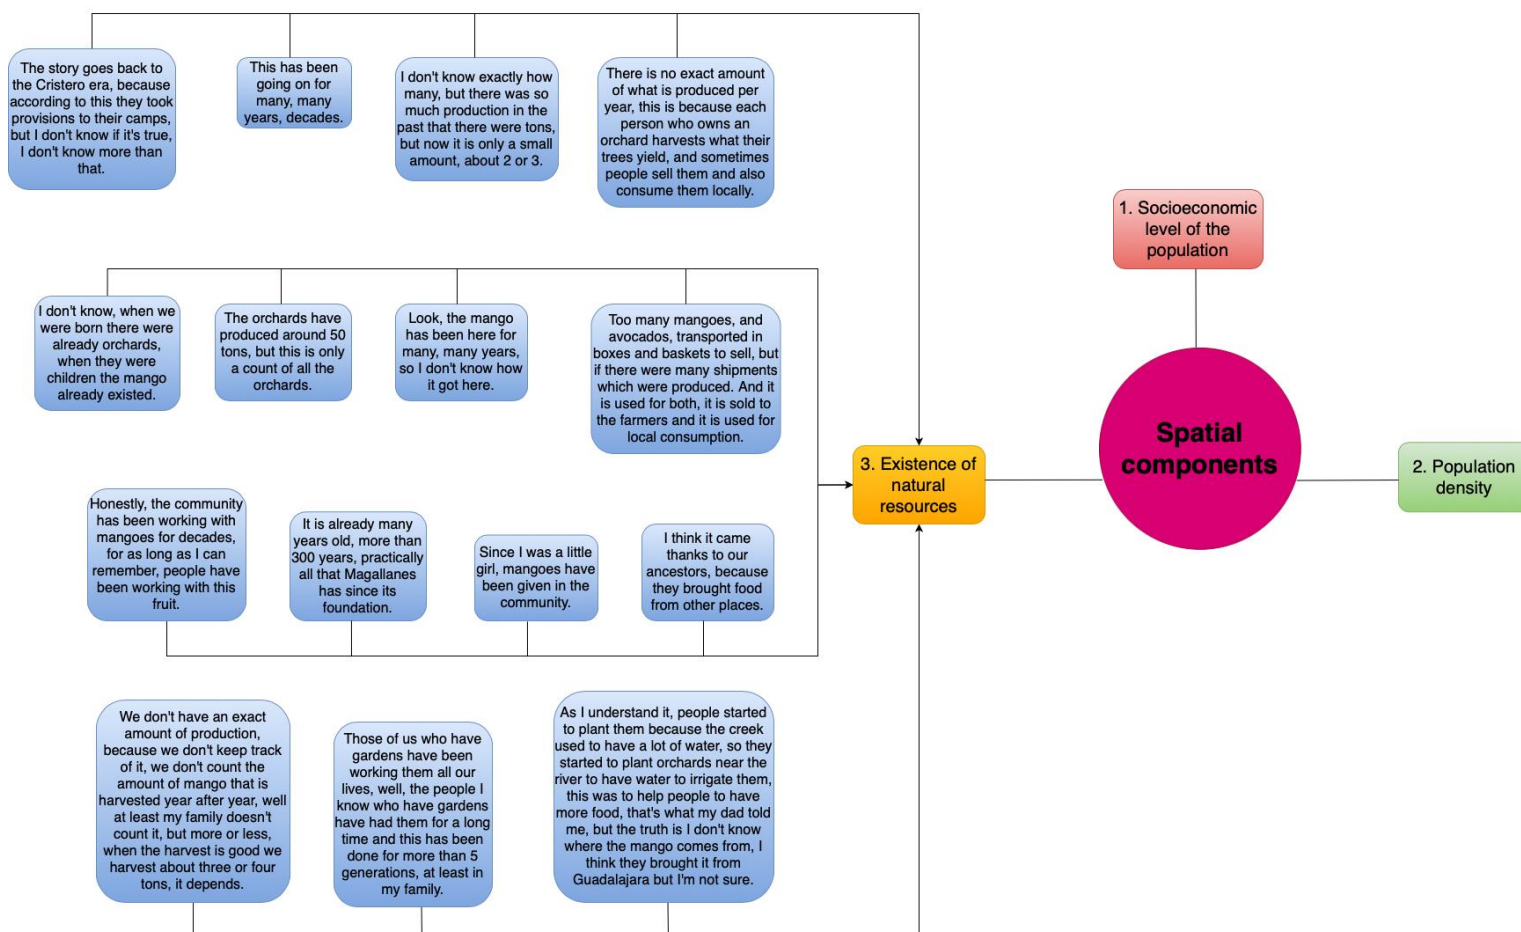 The story goes back to
the Cristero era, because
according to this they took
provisions to their camps,
but I don't know if it's true,
I don't know more than
that.
This has been
going on for
many, many
years, decades.
I don't know exactly how
many, but there was so
much production in the
past that there were tons,
but now it is only a small
amount, about 2 or 3.
There is no exact amount
of what is produced per
year, this is because each
person who owns an
orchard harvests what their
trees yield, and sometimes
people sell them and also
consume them locally.
1. Socioeconomic
level of the
population
I don't know, when we
were born there were
already orchards,
when they were
children the mango
already existed.
The orchards have
produced around 50
tons, but this is only
a count of all the
orchards.
Look, the mango
has been here for
many, many years,
so I don't know how
it got here.
Too many mangoes, and
avocados, transported in
boxes and baskets to sell, but
if there were many shipments
which were produced. And it
is used for both, it is sold to
the farmers and it is used for
local consumption.
Spatial
components
3. Existence of
natural
resources
2. Population
density
Honestly, the community
has been working with
mangoes for decades,
for as long as I can
remember, people have
been working with this
fruit.
It is already many
years old, more than
300 years, practically
all that Magallanes
has since its
foundation.
Since I was a little
girl, mangoes have
been given in the
community.
I think it came
thanks to our
ancestors, because
they brought food
from other places.
We don't have an exact
amount of production,
because we don't keep track
of it, we don't count the
amount of mango that is
harvested year after year, well
at least my family doesn't
count it, but more or less,
when the harvest is good we
harvest about three or four
tons, it depends.
Those of us who have
gardens have been
working them all our
lives, well, the people I
know who have gardens
have had them for a long
time and this has been
done for more than 5
generations, at least in
my family.
As I understand it, people started
to plant them because the creek
used to have a lot of water, so they
started to plant orchards near the
river to have water to irrigate them,
this was to help people to have
more food, that's what my dad told
me, but the truth is I don't know
where the mango comes from, I
think they brought it from
Guadalajara but I'm not sure.